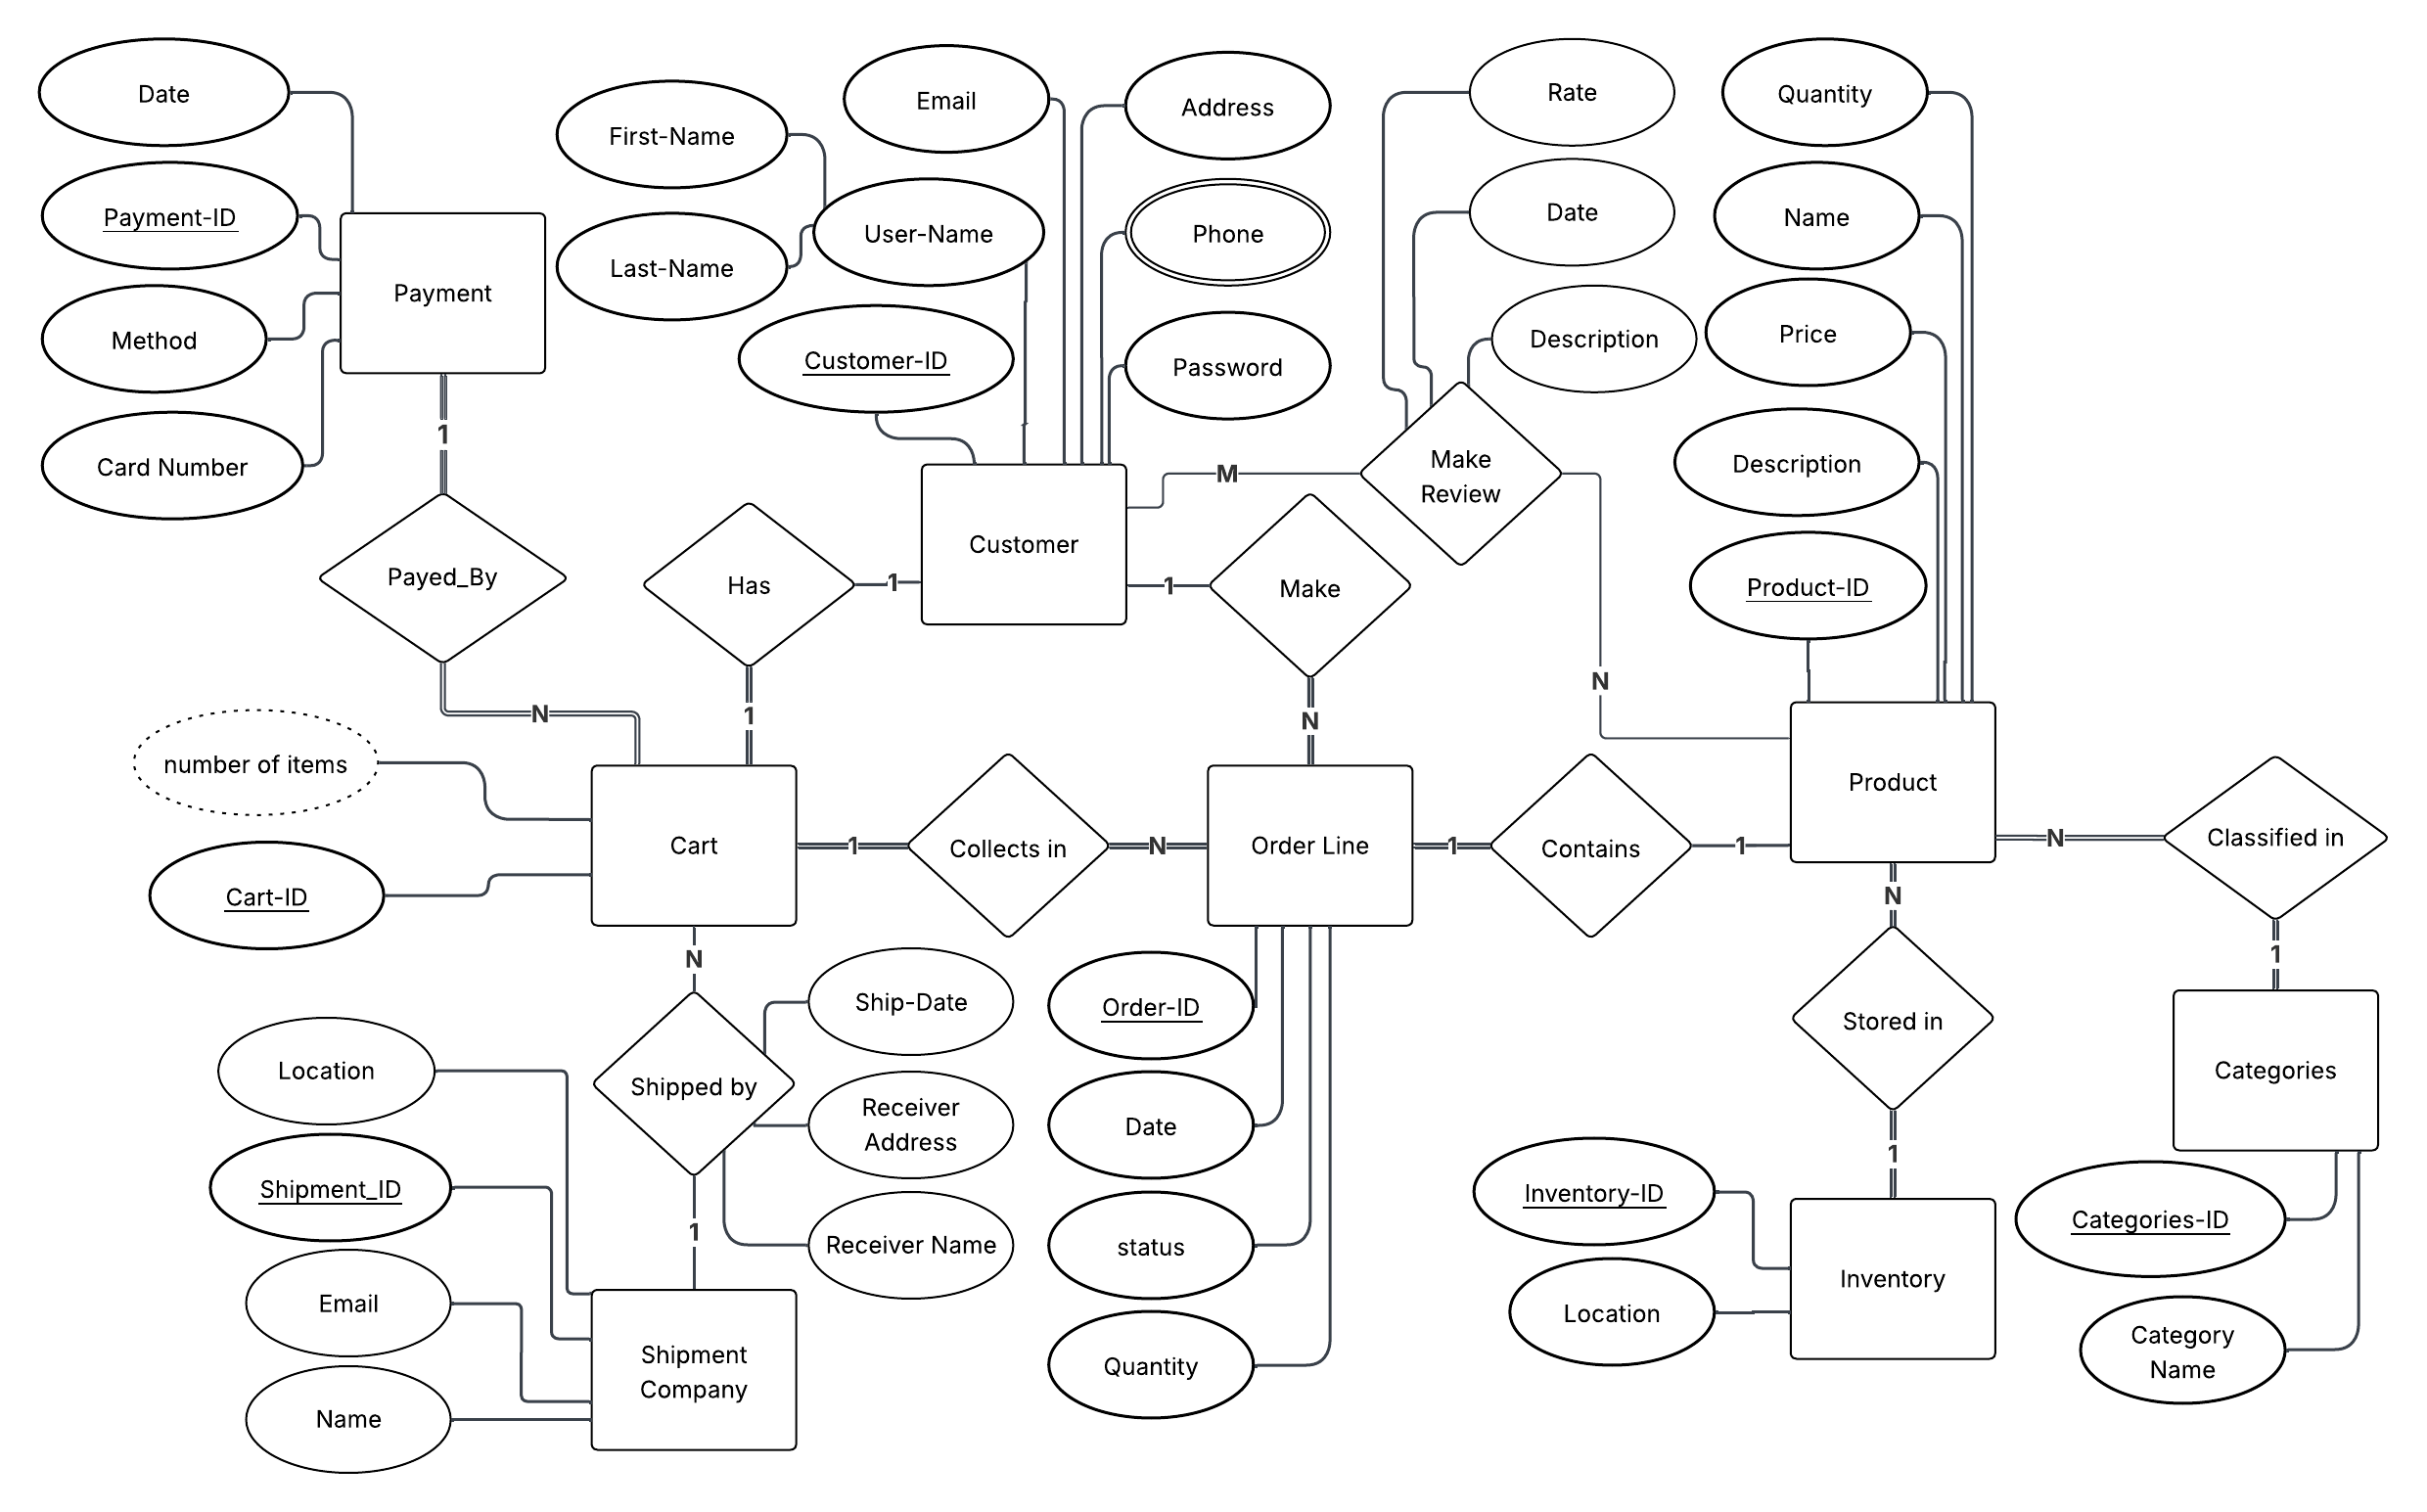 Date
Payment-ID
Method
Card Number
Payment
1
Payed_By
N
First-Name
Last-Name
Email
User-Name
Customer-ID
Address
Phone
Password
Customer
M
Make
Review
Rate
Date
Description
N
Quantity
Name
Price
Description
Product-ID
Product
1
Has
1
1
Make
N
number of items
Cart-ID
Cart
1
Collects in
N
Order Line
1
Contains
1
N
Classified in
1
Categories
Categories-ID
Category
Name
N
Stored in
1
Inventory
Inventory-ID
Location
Order-ID
Date
status
Quantity
N
Shipped by
1
Ship-Date
Receiver
Address
Receiver Name
Location
Shipment_ID
Email
Name
Shipment
Company